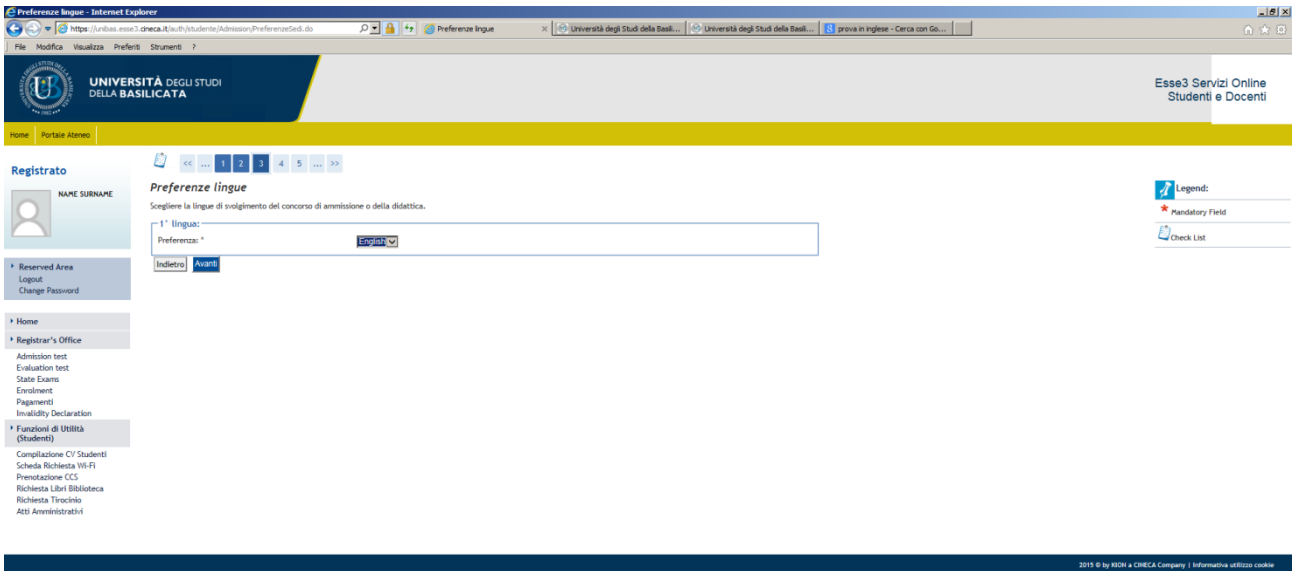 Preferenze lingue - Internet Explorer
https://unibas.esse3.cineca.it/auth/studente/Admission/PreferenzeSedi.do
Preferenze lingue
Università degli Studi della Basil...
Università degli Studi della Basil...
prova in inglese - Cerca con Go...
File Modifica Visualizza Preferiti Strumenti ?
UNIVERSITÀ DEGLI STUDI
DELLA BASILICATA
Esse3 Servizi Online
Studenti e Docenti
Home Portale Ateneo
Registrato
NAME SURNAME
<< ... 1 2 3 4 5 ... >>
Preferenze lingue
Scegliere la lingue di svolgimento del concorso di ammissione o della didattica.
1° lingua:
Preferenza: * English
Indietro Avanti
Legend:
* Mandatory Field
Check List
Reserved Area
Logout
Change Password
Home
Registrar's Office
Admission test
Evaluation test
State Exams
Enrolment
Pagamenti
Invalidity Declaration
Funzioni di Utilità
(Studenti)
Compilazione CV Studenti
Scheda Richiesta Wi-Fi
Prenotazione CCS
Richiesta Libri Biblioteca
Richiesta Tirocinio
Atti Amministrativi
2015 © by KION a CINECA Company | Informativa utilizzo cookie